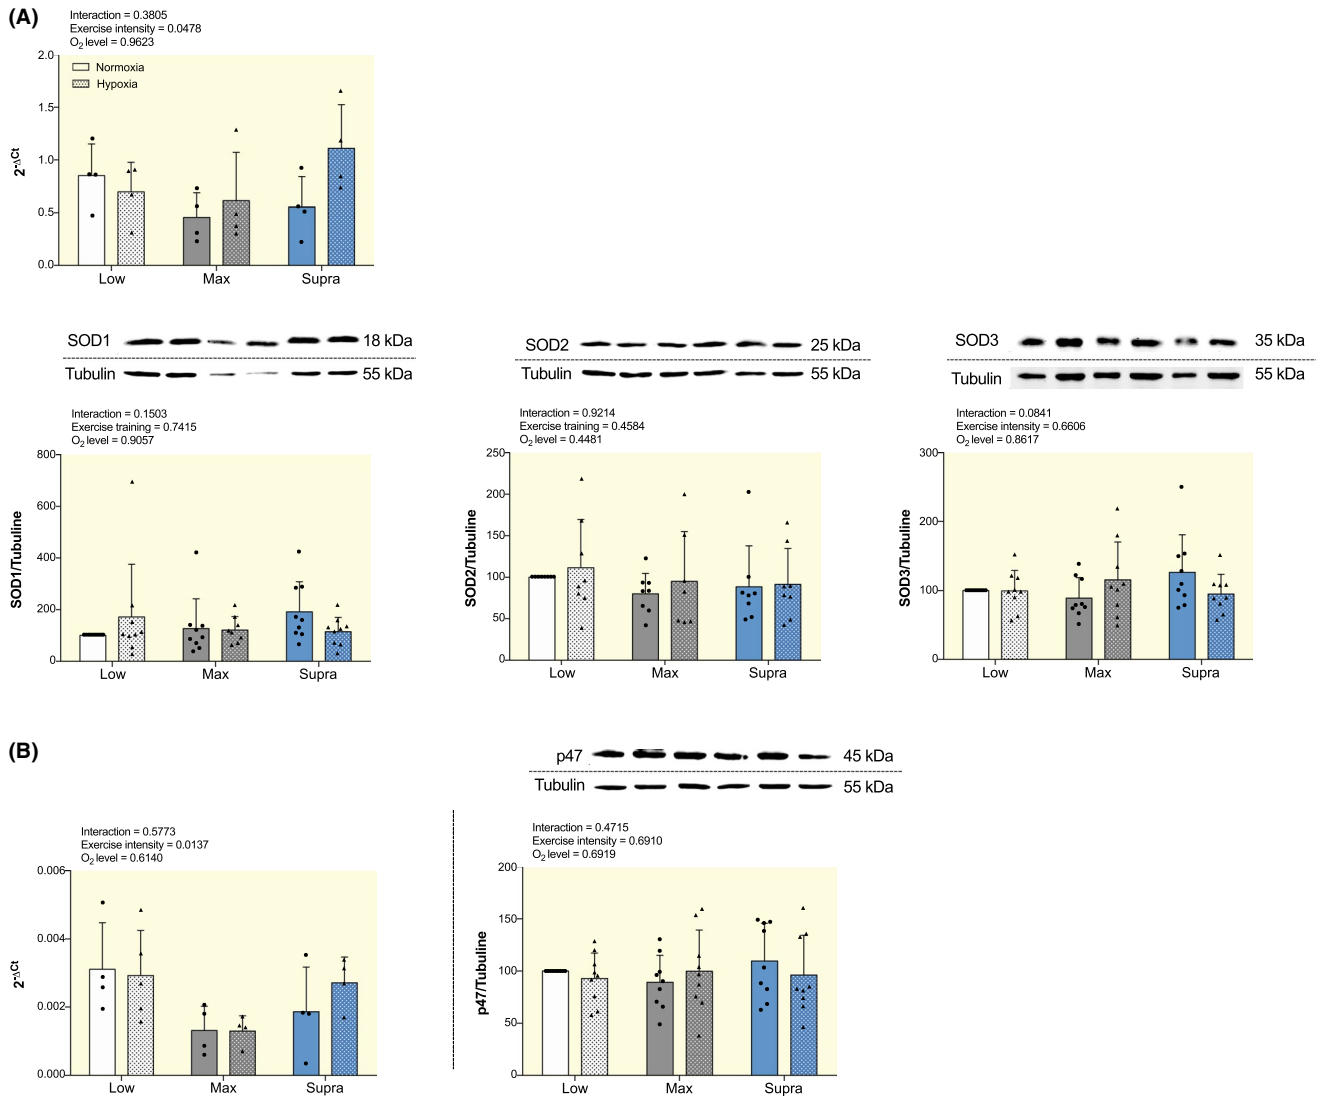 (A)
Interaction = 0.3805
Exercise intensity = 0.0478
O2 level = 0.9623
2.0
1.5
1.0
0.5
0.0
2-ΔCt
Normoxia
Hypoxia
Low Max Supra
SOD1 18 kDa
Tubulin 55 kDa
Interaction = 0.1503
Exercise training = 0.7415
O2 level = 0.9057
800
600
400
200
0
SOD1/Tubuline
Low Max Supra
SOD2 25 kDa
Tubulin 55 kDa
Interaction = 0.9214
Exercise training = 0.4584
O2 level = 0.4481
250
200
150
100
50
0
SOD2/Tubuline
Low Max Supra
SOD3 35 kDa
Tubulin 55 kDa
Interaction = 0.0841
Exercise intensity = 0.6606
O2 level = 0.8617
300
200
100
0
SOD3/Tubuline
Low Max Supra
(B)
Interaction = 0.5773
Exercise intensity = 0.0137
O2 level = 0.6140
0.006
0.004
0.002
0.000
2-ΔCt
Low Max Supra
p47 45 kDa
Tubulin 55 kDa
Interaction = 0.4715
Exercise intensity = 0.6910
O2 level = 0.6919
200
150
100
50
0
p47/Tubuline
Low Max Supra